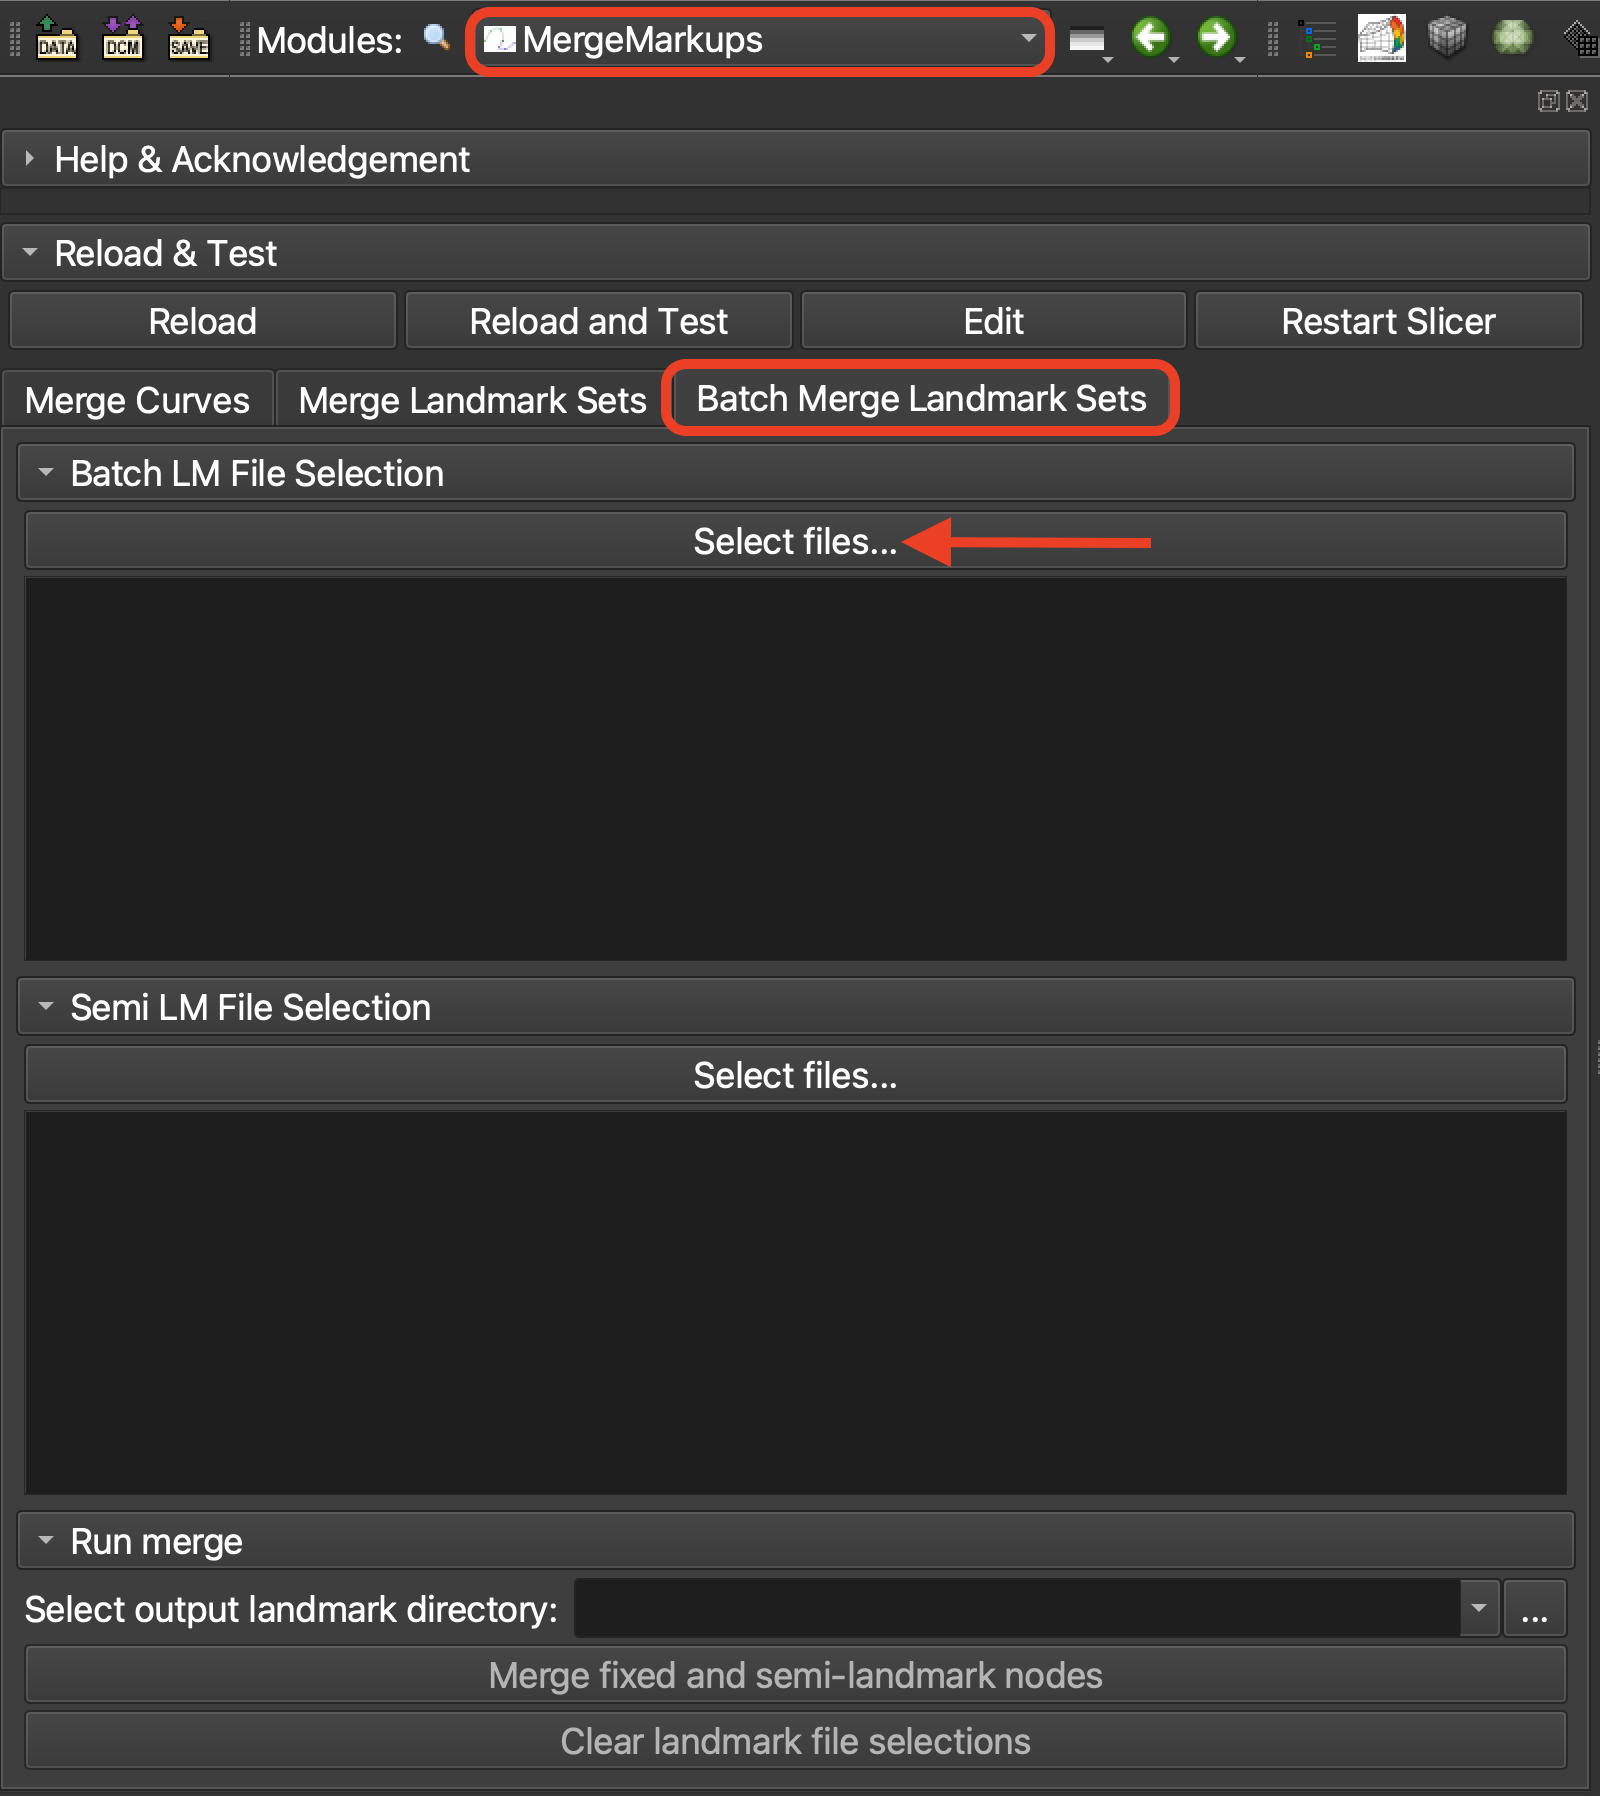 DATA DCM SAVE Modules: MergeMarkups
Help & Acknowledgement
Reload & Test
Reload Reload and Test Edit Restart Slicer
Merge Curves Merge Landmark Sets Batch Merge Landmark Sets
Batch LM File Selection
Select files...
Semi LM File Selection
Select files...
Run merge
Select output landmark directory: ...
Merge fixed and semi-landmark nodes
Clear landmark file selections